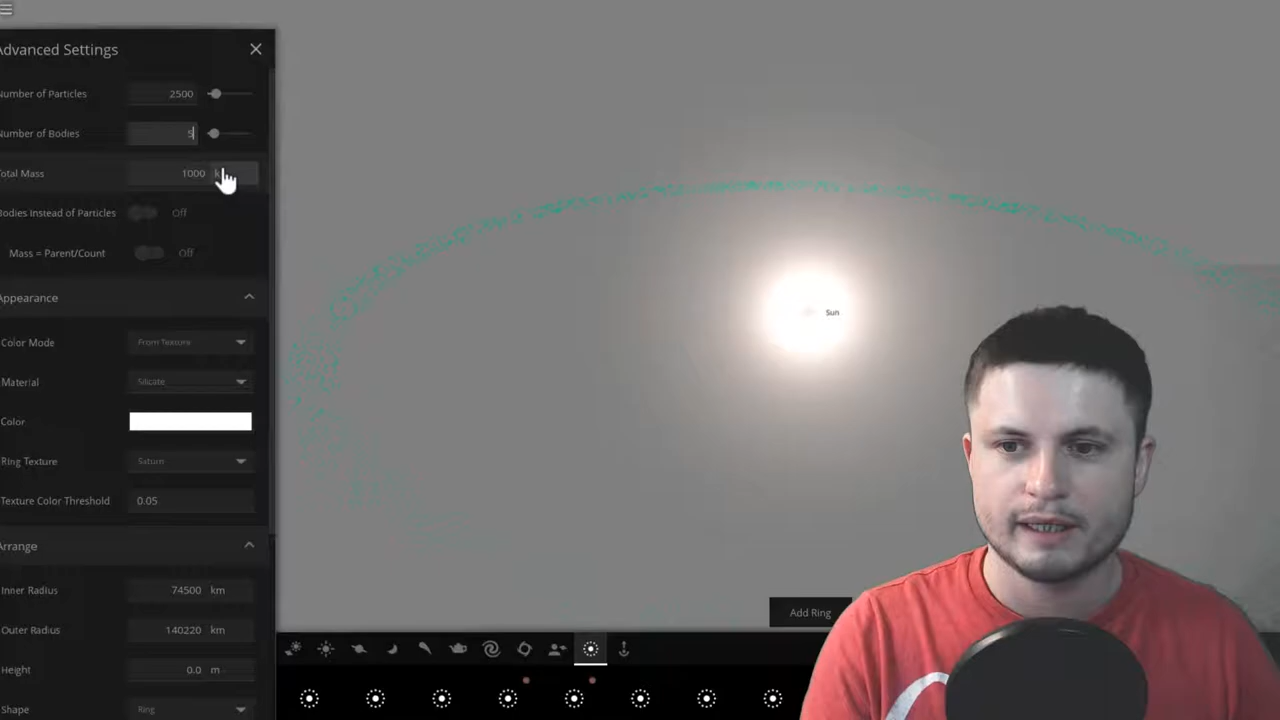 Advanced Settings
Number of Particles 2500
Number of Bodies 5
Total Mass 1000
Bodies Instead of Particles Off
Mass = Parent/Count Off
Appearance
Color Mode From Texture
Material Silicate
Color
Ring Texture Saturn
Texture Color Threshold 0.05
Arrange
Inner Radius 74500 km
Outer Radius 140220 km
Height 0.0 m
Shape Ring
Sun
Add Ring